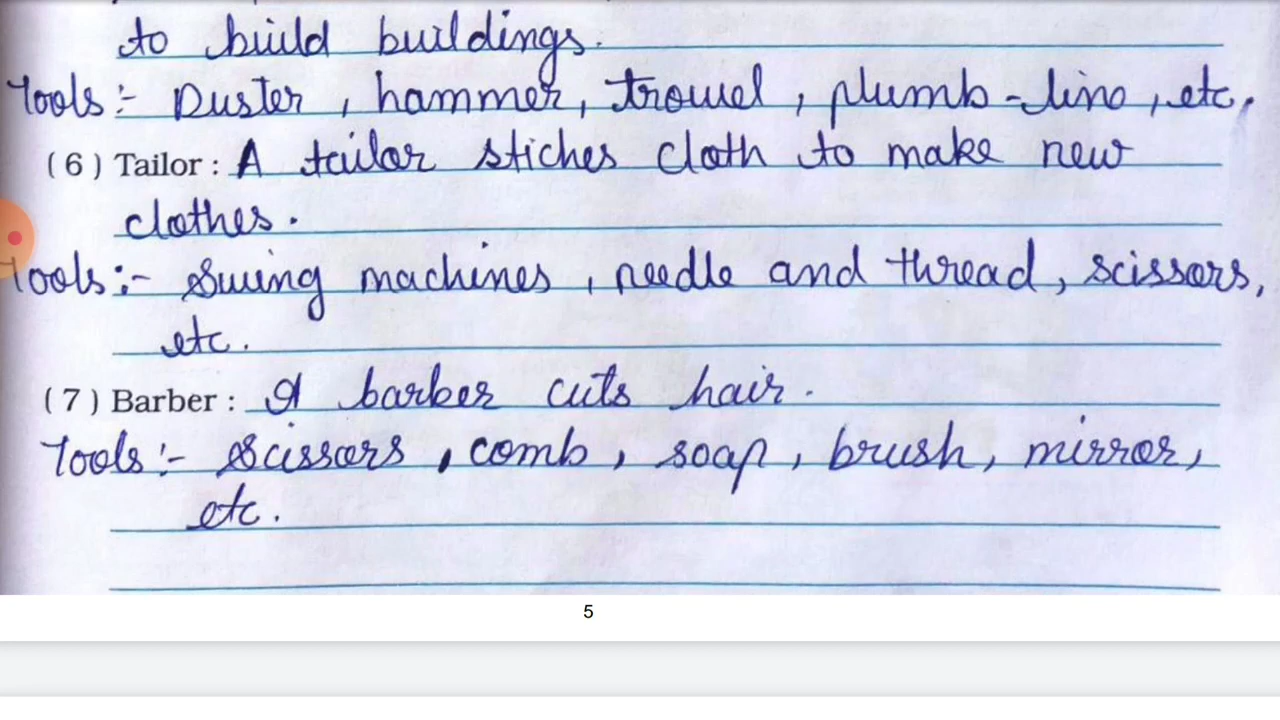 to build buildings.
Tools :- Duster , hammer, trowel , plumb-line , etc,
( 6 ) Tailor : A tailor stiches cloth to make new
clothes.
Tools :- Swing machines , needle and thread, scissors,
etc.
( 7 ) Barber : A barber cuts hair.
Tools :- Scissors , comb , soap , brush, mirror,
etc.
5